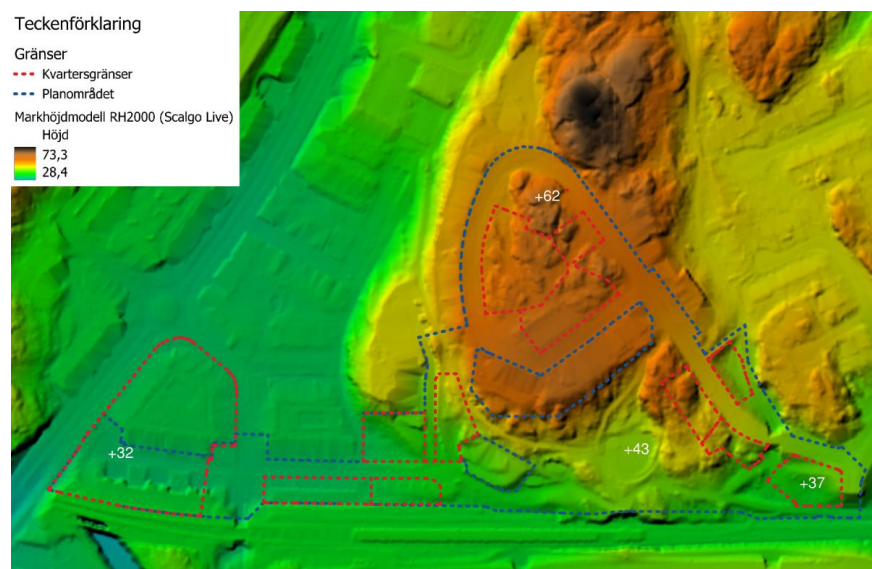 Teckenförklaring
Gränser
Kvartersgränser
Planområdet
Markhöjdmodell RH2000 (Scalgo Live)
Höjd
73,3
28,4
+62
+32
+43
+37